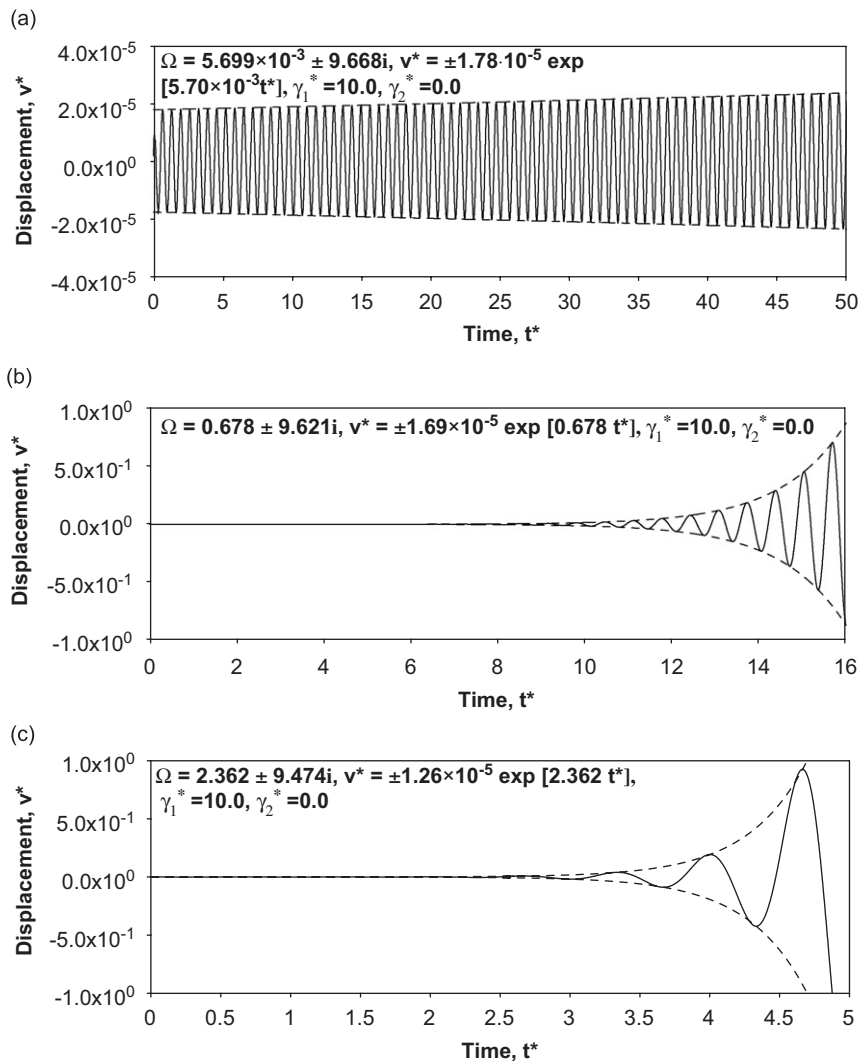 (a)
4.0x10⁻⁵
2.0x10⁻⁵
0.0x10⁰
-2.0x10⁻⁵
-4.0x10⁻⁵
Displacement, v*
Ω = 5.699×10⁻³ ± 9.668i, v* = ±1.78·10⁻⁵ exp
[5.70×10⁻³t*], γ₁* =10.0, γ₂* =0.0
0 5 10 15 20 25 30 35 40 45 50
Time, t*
(b)
1.0x10⁰
5.0x10⁻¹
0.0x10⁰
-5.0x10⁻¹
-1.0x10⁰
Displacement, v*
Ω = 0.678 ± 9.621i, v* = ±1.69×10⁻⁵ exp [0.678 t*], γ₁* =10.0, γ₂* =0.0
0 2 4 6 8 10 12 14 16
Time, t*
(c)
1.0x10⁰
5.0x10⁻¹
0.0x10⁰
-5.0x10⁻¹
-1.0x10⁰
Displacement, v*
Ω = 2.362 ± 9.474i, v* = ±1.26×10⁻⁵ exp [2.362 t*],
γ₁* =10.0, γ₂* =0.0
0 0.5 1 1.5 2 2.5 3 3.5 4 4.5 5
Time, t*